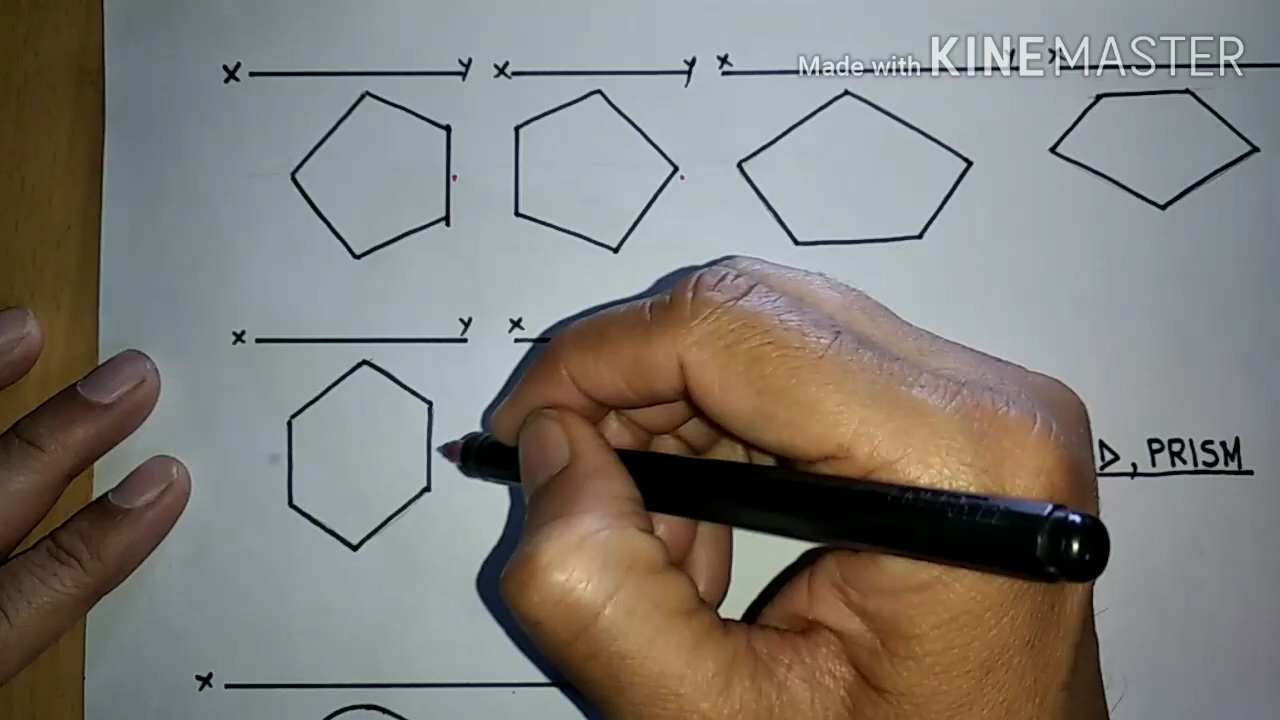 x y x y x y x
Made with KINEMASTER
x y x
D, PRISM
x